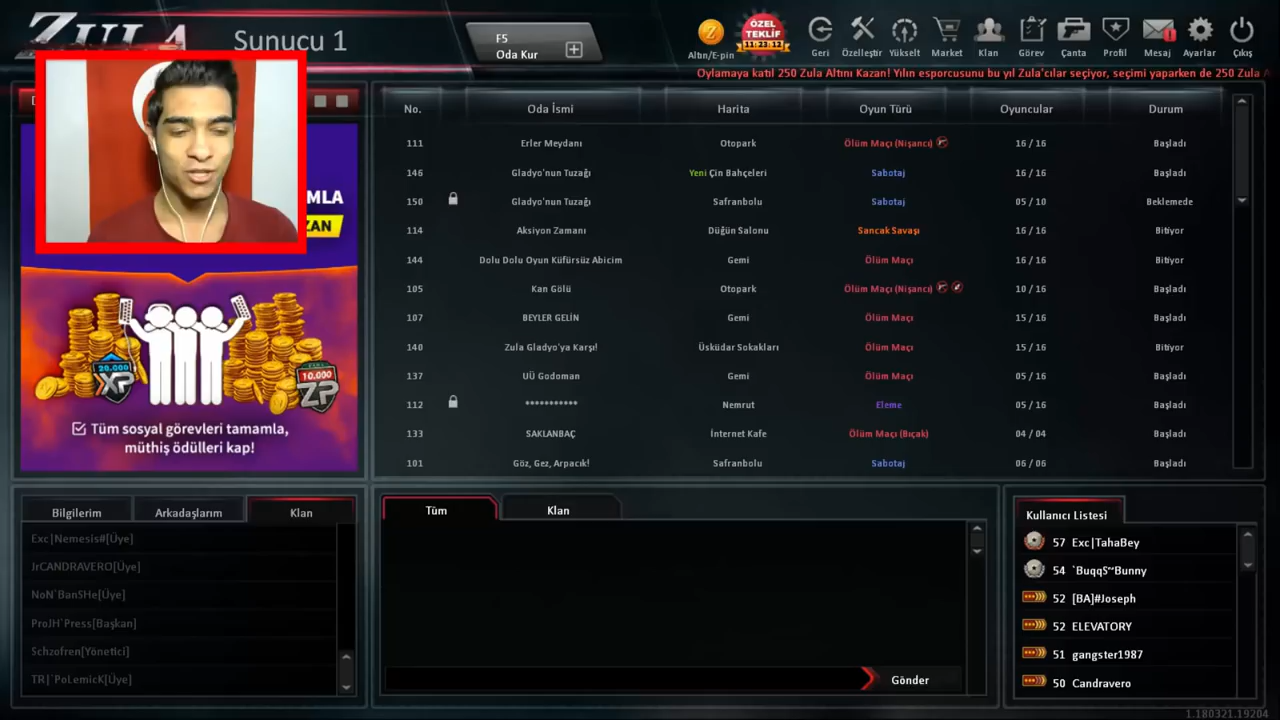 ZULA
Sunucu 1
F5
Oda Kur
Altın/E-pin
ÖZEL
TEKLİF
11:23:12
Geri
Özelleştir
Yükselt
Market
Klan
Görev
Çanta
Profil
Mesaj
Ayarlar
Çıkış
Oylamaya katıl 250 Zula Altını Kazan! Yılın esporcusunu bu yıl Zula'cılar seçiyor, seçimi yaparken de 250 Zula A
No. Oda İsmi Harita Oyun Türü Oyuncular Durum
111 Erler Meydanı Otopark Ölüm Maçı (Nişancı) 16 / 16 Başladı
146 Gladyo'nun Tuzağı Yeni Çin Bahçeleri Sabotaj 16 / 16 Başladı
150 Gladyo'nun Tuzağı Safranbolu Sabotaj 05 / 10 Beklemede
114 Aksiyon Zamanı Düğün Salonu Sancak Savaşı 16 / 16 Bitiyor
144 Dolu Dolu Oyun Küfürsüz Abicim Gemi Ölüm Maçı 16 / 16 Bitiyor
105 Kan Gölü Otopark Ölüm Maçı (Nişancı) 10 / 16 Başladı
107 BEYLER GELİN Gemi Ölüm Maçı 15 / 16 Başladı
140 Zula Gladyo'ya Karşı! Üsküdar Sokakları Ölüm Maçı 15 / 16 Bitiyor
137 UÜ Godoman Gemi Ölüm Maçı 05 / 16 Başladı
112 *********** Nemrut Eleme 05 / 16 Başladı
133 SAKLANBAÇ İnternet Kafe Ölüm Maçı (Bıçak) 04 / 04 Başladı
101 Göz, Gez, Arpacık! Safranbolu Sabotaj 06 / 06 Başladı
MLA
ZAN
20.000
XP
10.000
ZP
Tüm sosyal görevleri tamamla,
müthiş ödülleri kap!
Bilgilerim Arkadaşlarım Klan
Exc|Nemesis#[Üye]
JrCANDRAVERO[Üye]
NoN`BanSHe[Üye]
ProJH`Press[Başkan]
Schzofren[Yönetici]
TR|`PoLemicK[Üye]
Tüm Klan
Gönder
Kullanıcı Listesi
57 Exc|TahaBey
54 `BuqqS~~Bunny
52 [BA]#Joseph
52 ELEVATORY
51 gangster1987
50 Candravero
1.180321.19204